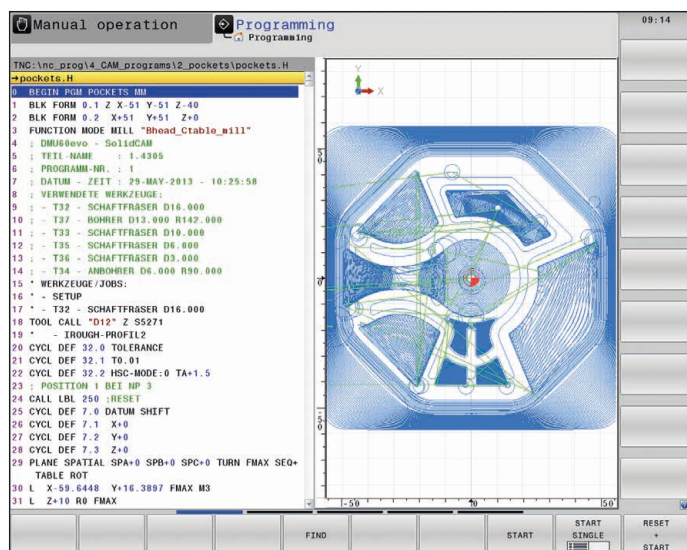 Manual operation
Programming
Programming
09:14
TNC:\nc_prog\4_CAM_programs\2_pockets\pockets.H
→pockets.H
0 BEGIN PGM POCKETS MM
1 BLK FORM 0.1 Z X-51 Y-51 Z-40
2 BLK FORM 0.2 X+51 Y+51 Z+0
3 FUNCTION MODE MILL "Bhead_Ctable_mill"
4 ; DMU60evo - SolidCAM
5 ; TEIL-NAME : 1.4305
6 ; PROGRAMM-NR. : 1
7 ; DATUM - ZEIT : 29-MAY-2013 - 10:25:58
8 ; VERWENDETE WERKZEUGE:
9 ; - T32 - SCHAFTFRäSER D16.000
10 ; - T37 - BOHRER D13.000 R142.000
11 ; - T33 - SCHAFTFRäSER D10.000
12 ; - T35 - SCHAFTFRäSER D6.000
13 ; - T36 - SCHAFTFRäSER D3.000
14 ; - T34 - ANBOHRER D6.000 R90.000
15 * WERKZEUGE/JOBS:
16 * - SETUP
17 * - T32 - SCHAFTFRäSER D16.000
18 TOOL CALL "D12" Z S5271
19 * - IROUGH-PROFIL2
20 CYCL DEF 32.0 TOLERANCE
21 CYCL DEF 32.1 T0.01
22 CYCL DEF 32.2 HSC-MODE:0 TA+1.5
23 ; POSITION 1 BEI NP 3
24 CALL LBL 250 ;RESET
25 CYCL DEF 7.0 DATUM SHIFT
26 CYCL DEF 7.1 X+0
27 CYCL DEF 7.2 Y+0
28 CYCL DEF 7.3 Z+0
29 PLANE SPATIAL SPA+0 SPB+0 SPC+0 TURN FMAX SEQ+
TABLE ROT
30 L X-59.6448 Y+16.3897 FMAX M3
31 L Z+10 R0 FMAX
Y
X
50
0
-50
-50
0
50
FIND
START
START
SINGLE
RESET
+
START